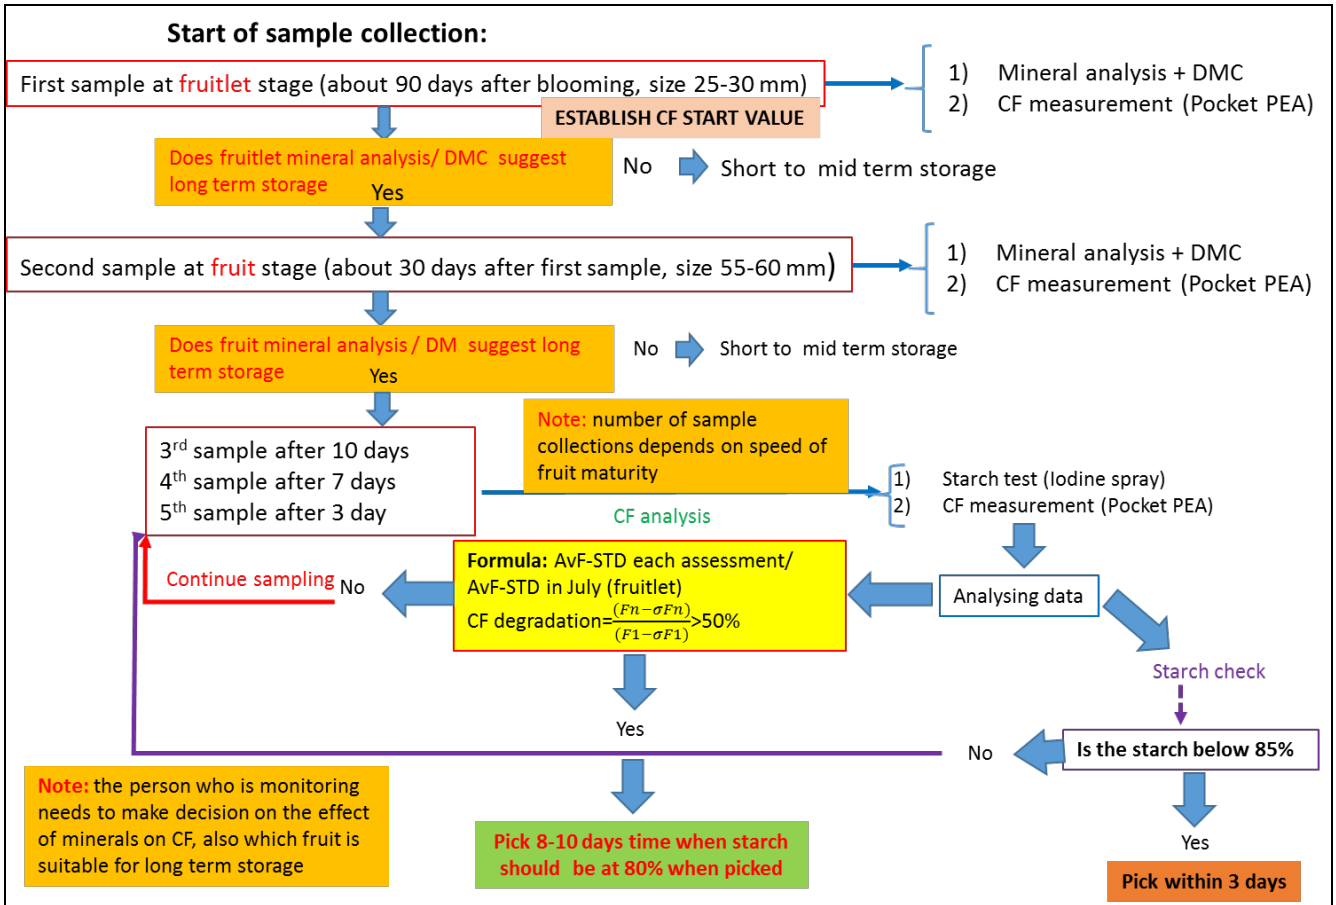 Start of sample collection:
First sample at fruitlet stage (about 90 days after blooming, size 25-30 mm)
1) Mineral analysis + DMC
2) CF measurement (Pocket PEA)
ESTABLISH CF START VALUE
Does fruitlet mineral analysis/ DMC suggest
long term storage
Yes
No
Short to mid term storage
Second sample at fruit stage (about 30 days after first sample, size 55-60 mm)
1) Mineral analysis + DMC
2) CF measurement (Pocket PEA)
Does fruit mineral analysis / DM suggest long
term storage
Yes
No
Short to mid term storage
3rd sample after 10 days
4th sample after 7 days
5th sample after 3 day
Note: number of sample
collections depends on speed of
fruit maturity
CF analysis
1) Starch test (Iodine spray)
2) CF measurement (Pocket PEA)
Analysing data
Formula: AvF-STD each assessment/
AvF-STD in July (fruitlet)
CF degradation=(Fn−σFn)/(F1−σF1)>50%
No
Continue sampling
Yes
Starch check
Is the starch below 85%
No
Yes
Pick within 3 days
Pick 8-10 days time when starch
should be at 80% when picked
Note: the person who is monitoring
needs to make decision on the effect
of minerals on CF, also which fruit is
suitable for long term storage